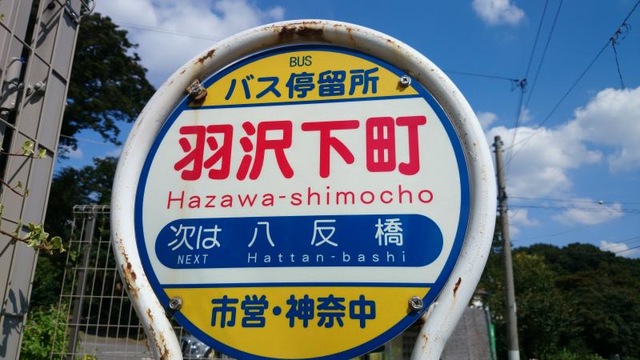 BUS
バス停留所
羽沢下町
Hazawa-shimocho
次は 八反橋
NEXT Hattan-bashi
市営・神奈中